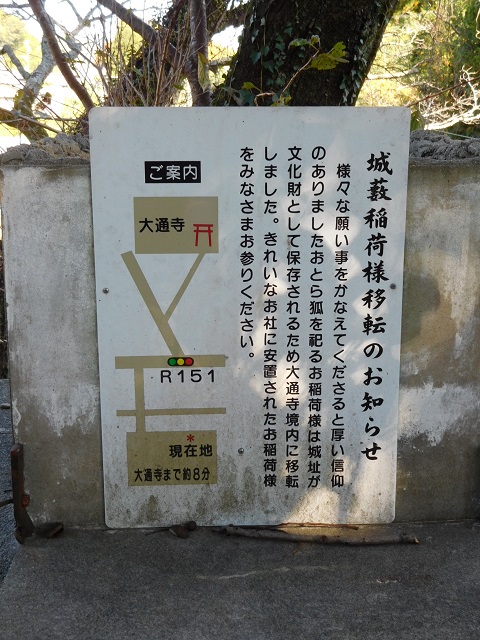 城薮稲荷様移転のお知らせ
様々な願い事をかなえてくださると厚い信仰
のありましたおとら狐を祀るお稲荷様は城址が
文化財として保存されるため大通寺境内に移転
しました。きれいなお社に安置されたお稲荷様
をみなさまお参りください。
ご案内
大通寺
R151
*
現在地
大通寺まで約8分